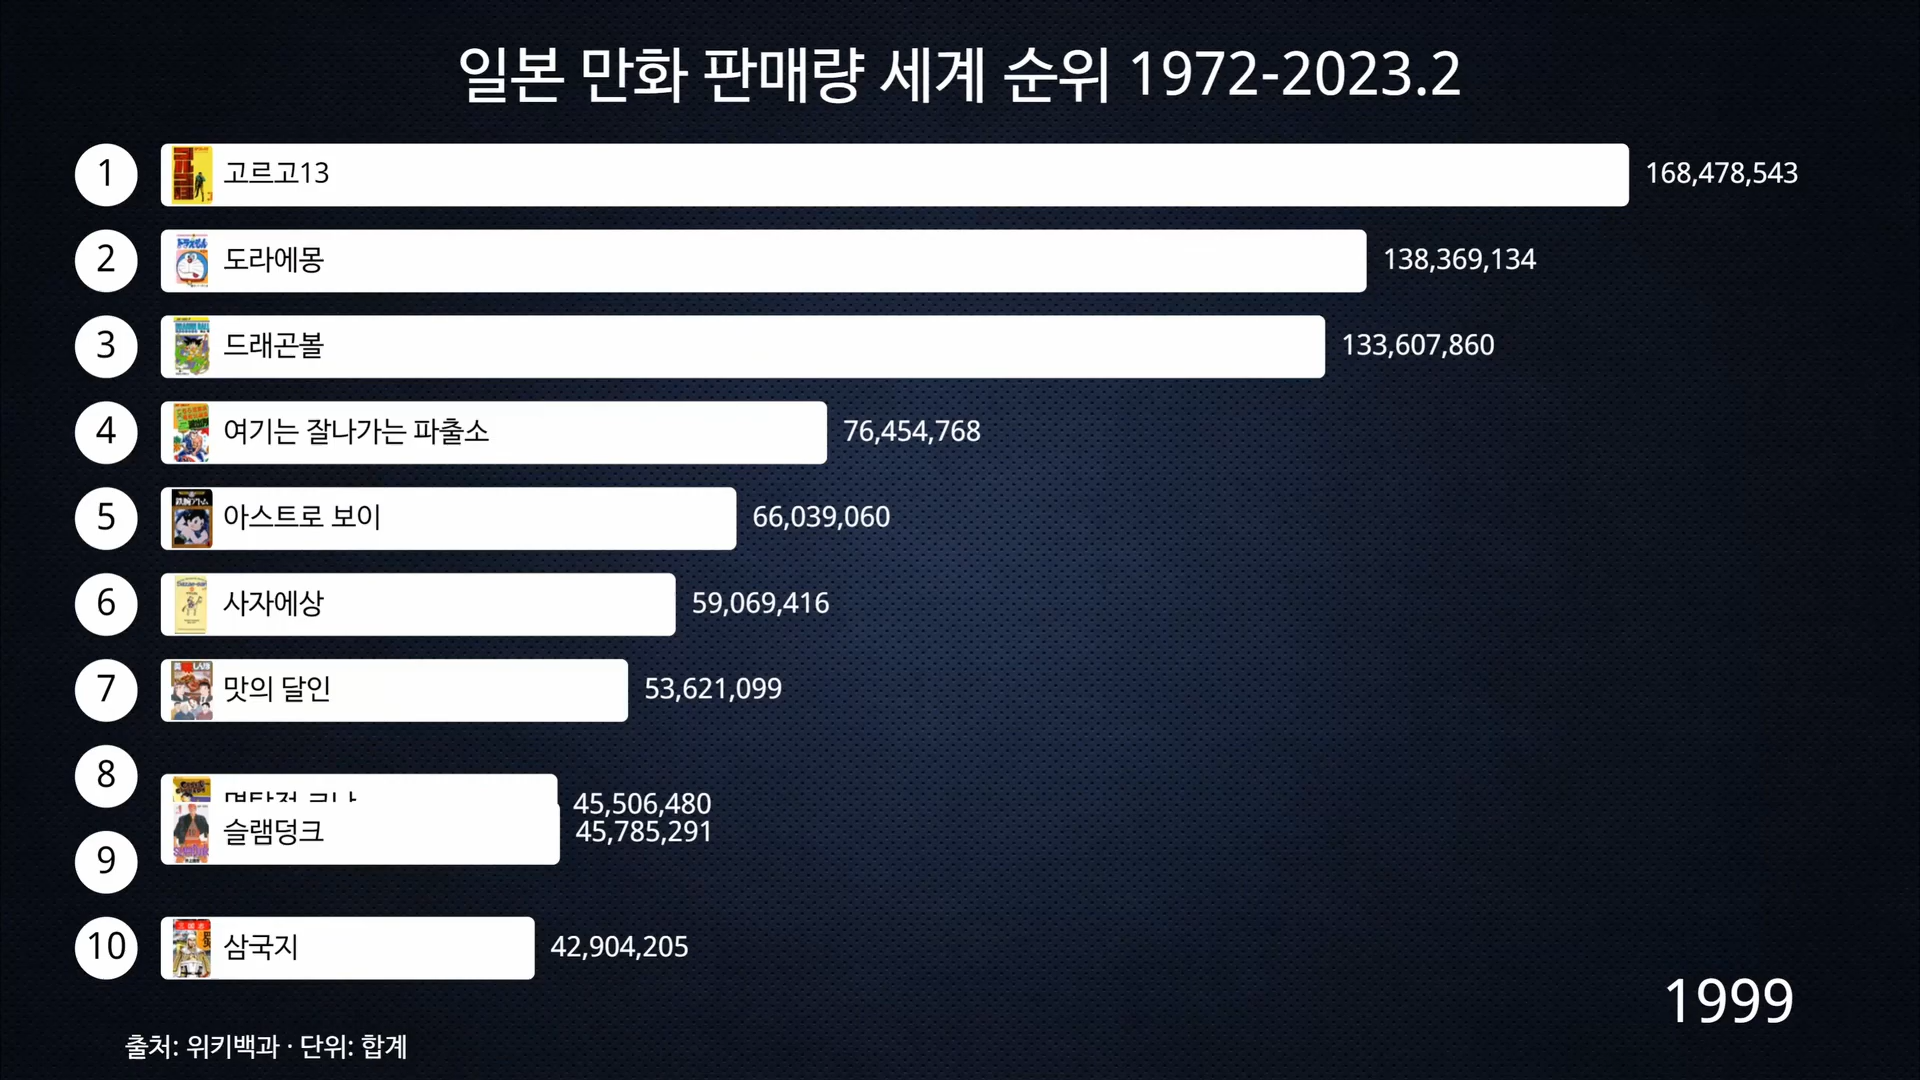 일본 만화 판매량 세계 순위 1972-2023.2
1 고르고13 168,478,543
2 도라에몽 138,369,134
3 드래곤볼 133,607,860
4 여기는 잘나가는 파출소 76,454,768
5 아스트로 보이 66,039,060
6 사자에상 59,069,416
7 맛의 달인 53,621,099
8
45,506,480
슬램덩크 45,785,291
9
10 삼국지 42,904,205
1999
출처: 위키백과 · 단위: 합계